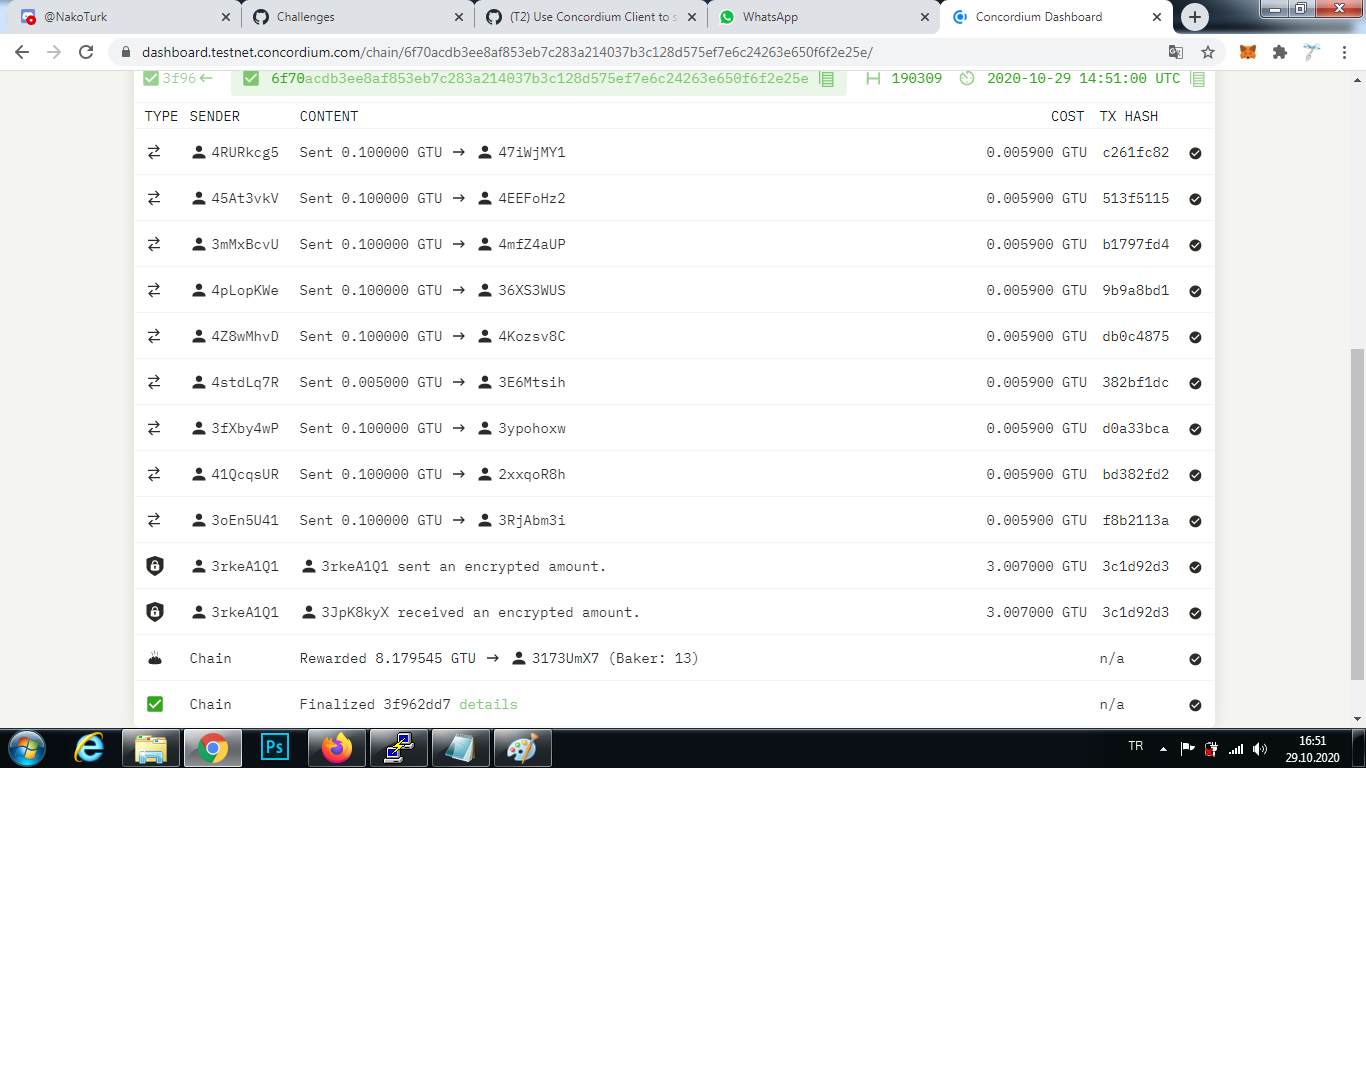 @NakoTurk
Challenges
(T2) Use Concordium Client to s
WhatsApp
Concordium Dashboard
dashboard.testnet.concordium.com/chain/6f70acdb3ee8af853eb7c283a214037b3c128d575ef7e6c24263e650f6f2e25e/
3f96 ← 6f70acdb3ee8af853eb7c283a214037b3c128d575ef7e6c24263e650f6f2e25e 190309 2020-10-29 14:51:00 UTC
TYPE SENDER CONTENT COST TX HASH
4RURkcg5 Sent 0.100000 GTU → 47iWjMY1 0.005900 GTU c261fc82
45At3vkV Sent 0.100000 GTU → 4EEFoHz2 0.005900 GTU 513f5115
3mMxBcvU Sent 0.100000 GTU → 4mfZ4aUP 0.005900 GTU b1797fd4
4pLopKWe Sent 0.100000 GTU → 36XS3WUS 0.005900 GTU 9b9a8bd1
4Z8wMhvD Sent 0.100000 GTU → 4Kozsv8C 0.005900 GTU db0c4875
4stdLq7R Sent 0.005000 GTU → 3E6Mtsih 0.005900 GTU 382bf1dc
3fXby4wP Sent 0.100000 GTU → 3ypohoxw 0.005900 GTU d0a33bca
41QcqsUR Sent 0.100000 GTU → 2xxqoR8h 0.005900 GTU bd382fd2
3oEn5U41 Sent 0.100000 GTU → 3RjAbm3i 0.005900 GTU f8b2113a
3rkeA1Q1 3rkeA1Q1 sent an encrypted amount. 3.007000 GTU 3c1d92d3
3rkeA1Q1 3JpK8kyX received an encrypted amount. 3.007000 GTU 3c1d92d3
Chain Rewarded 8.179545 GTU → 3173UmX7 (Baker: 13) n/a
Chain Finalized 3f962dd7 details n/a
Ps
TR
16:51
29.10.2020